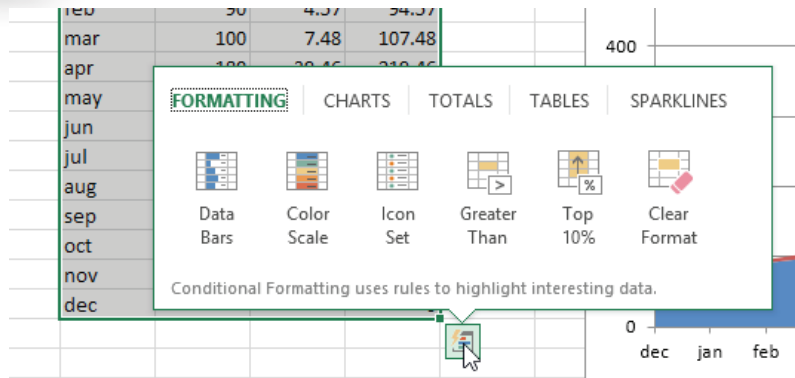 feb 90 4.57 94.57
mar 100 7.48 107.48
apr
may
jun
jul
aug
sep
oct
nov
dec
FORMATTING CHARTS TOTALS TABLES SPARKLINES
Data Bars
Color Scale
Icon Set
Greater Than
Top 10%
Clear Format
Conditional Formatting uses rules to highlight interesting data.
400
0
dec jan feb